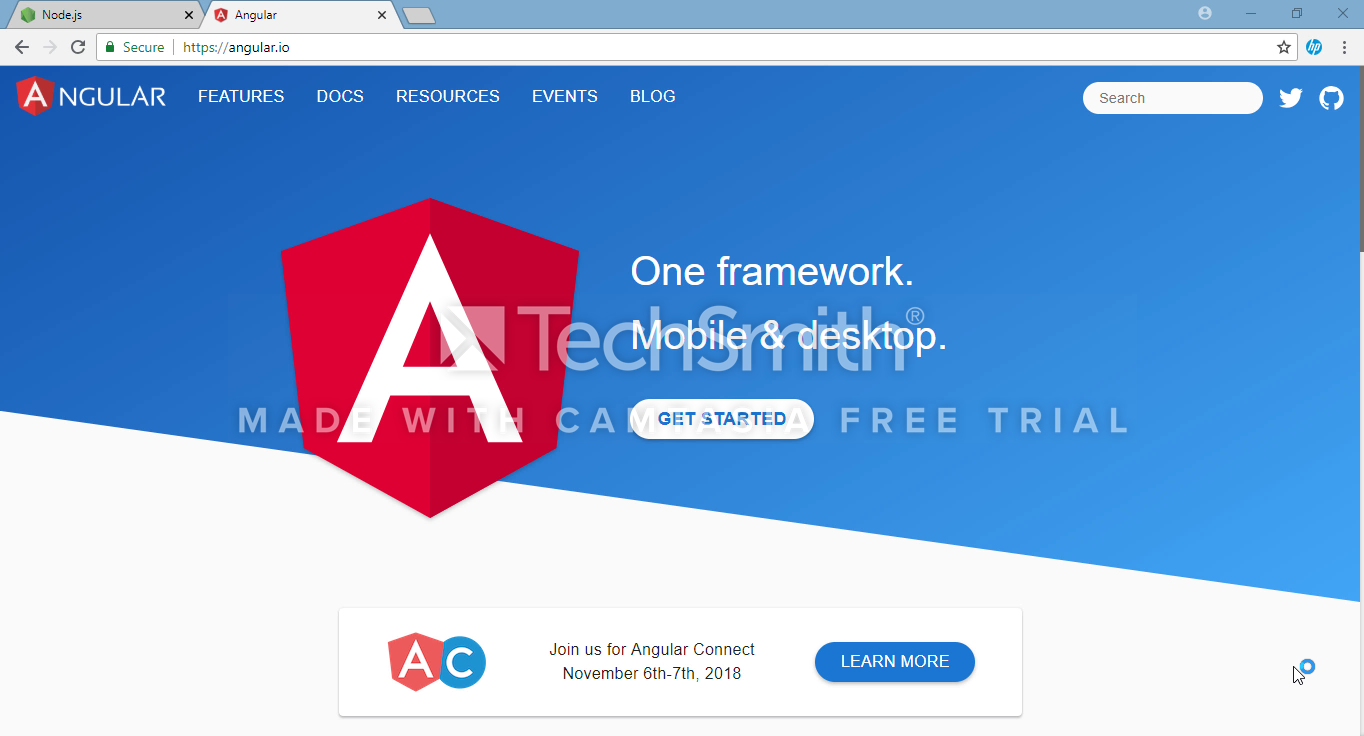 Node.js
Angular
Secure
https://angular.io
hp
ANGULAR
FEATURES
DOCS
RESOURCES
EVENTS
BLOG
Search
One framework.
Mobile & desktop.
TechSmith®
GET STARTED
MADE WITH CAMTASIA FREE TRIAL
AC
Join us for Angular Connect
November 6th-7th, 2018
LEARN MORE